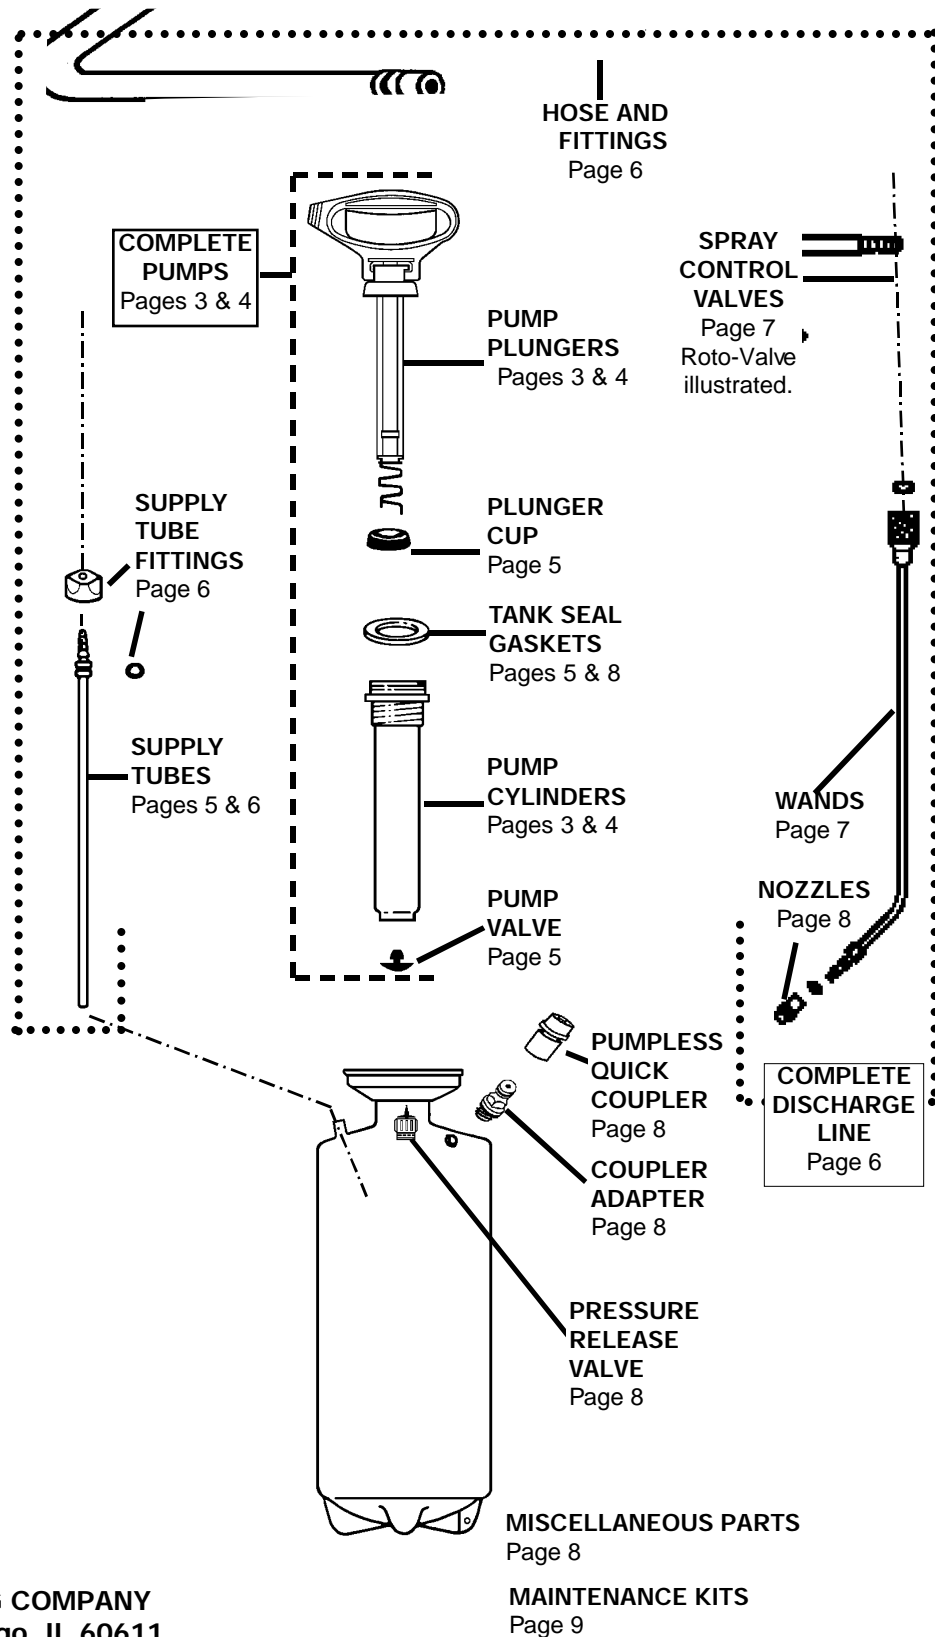 HOSE AND
FITTINGS
Page 6
COMPLETE
PUMPS
Pages 3 & 4
SPRAY
CONTROL
VALVES
Page 7
Roto-Valve
illustrated.
PUMP
PLUNGERS
Pages 3 & 4
SUPPLY
TUBE
FITTINGS
Page 6
PLUNGER
CUP
Page 5
TANK SEAL
GASKETS
Pages 5 & 8
SUPPLY
TUBES
Pages 5 & 6
PUMP
CYLINDERS
Pages 3 & 4
WANDS
Page 7
NOZZLES
Page 8
PUMP
VALVE
Page 5
PUMPLESS
QUICK
COUPLER
Page 8
COMPLETE
DISCHARGE
LINE
Page 6
COUPLER
ADAPTER
Page 8
PRESSURE
RELEASE
VALVE
Page 8
MISCELLANEOUS PARTS
Page 8
MAINTENANCE KITS
Page 9
COMPANY
IL 60611